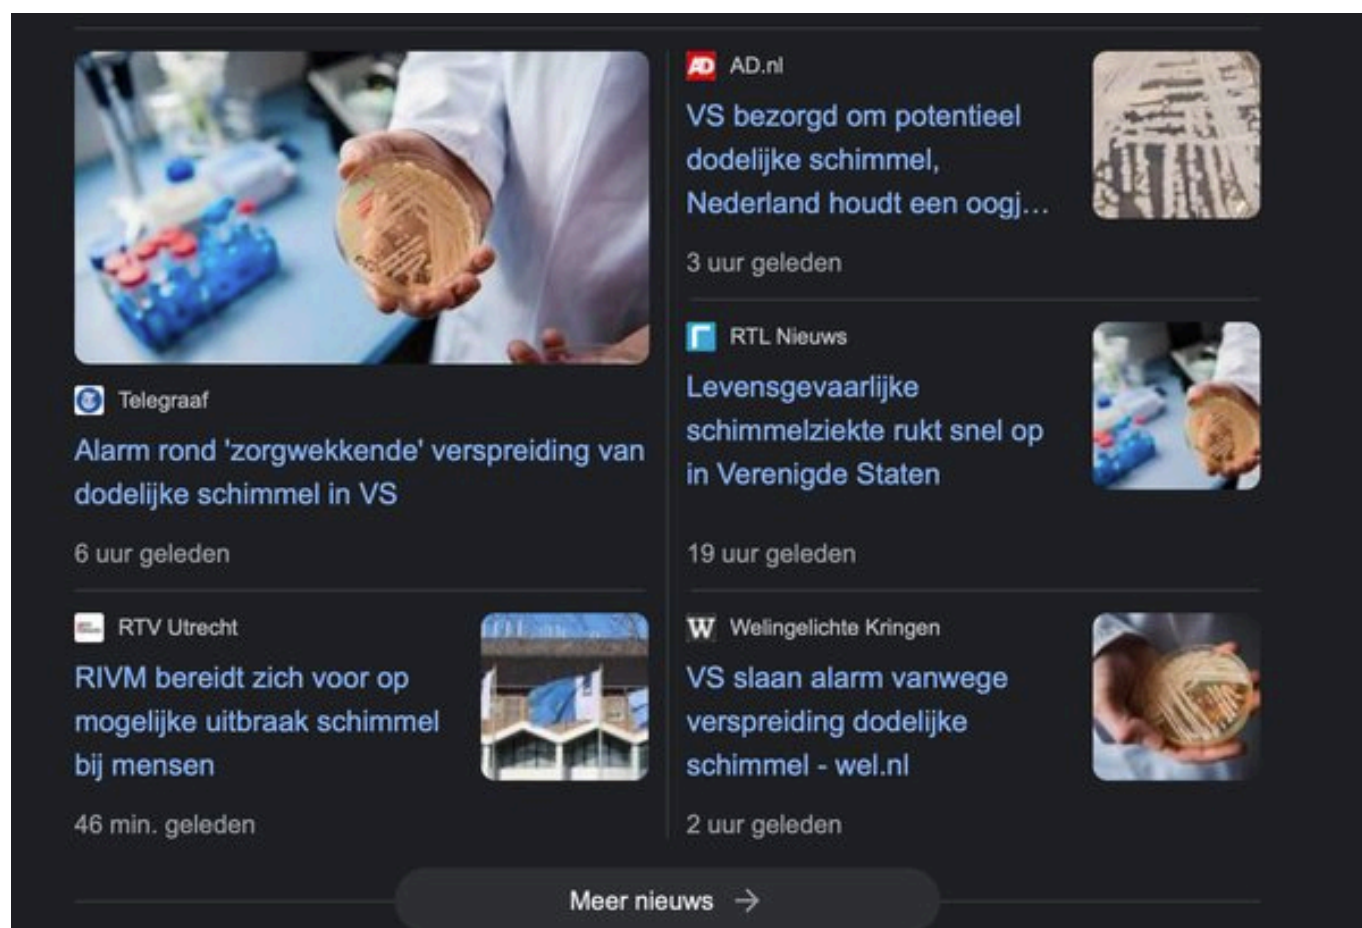 Telegraaf
Alarm rond 'zorgwekkende' verspreiding van
dodelijke schimmel in VS
6 uur geleden
RTV Utrecht
RIVM bereidt zich voor op
mogelijke uitbraak schimmel
bij mensen
46 min. geleden
AD AD.nl
VS bezorgd om potentieel
dodelijke schimmel,
Nederland houdt een oogj...
3 uur geleden
RTL Nieuws
Levensgevaarlijke
schimmelziekte rukt snel op
in Verenigde Staten
19 uur geleden
W Welingelichte Kringen
VS slaan alarm vanwege
verspreiding dodelijke
schimmel - wel.nl
2 uur geleden
Meer nieuws →